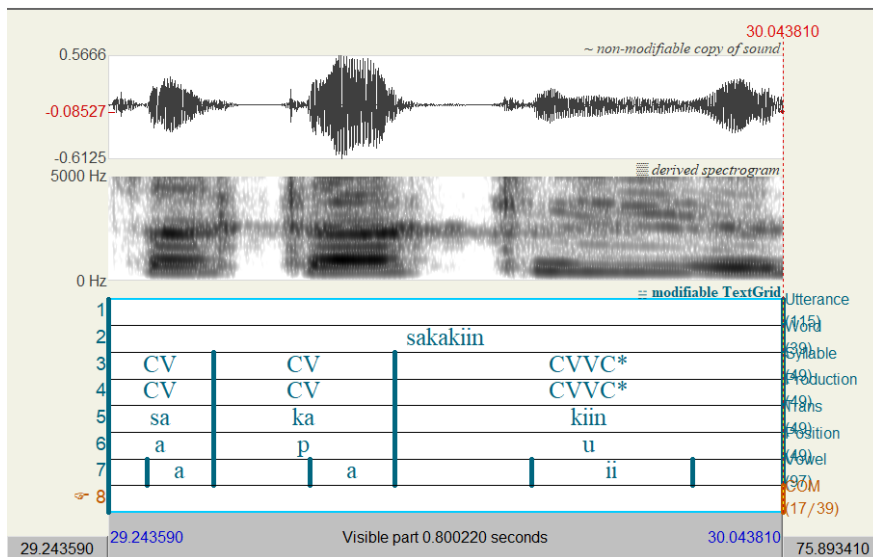 30.043810
~ non-modifiable copy of sound
0.5666
-0.08527
-0.6125
5000 Hz
derived spectrogram
0 Hz
modifiable TextGrid
1 Utterance (115)
2 sakakiin Word (39)
3 CV CV CVVC* Syllable (49)
4 CV CV CVVC* Production (49)
5 sa ka kiin Trans (49)
6 a p u Position (49)
7 a a ii Vowel (97)
☞ 8 COM (17/39)
29.243590 Visible part 0.800220 seconds 30.043810
29.243590 75.893410